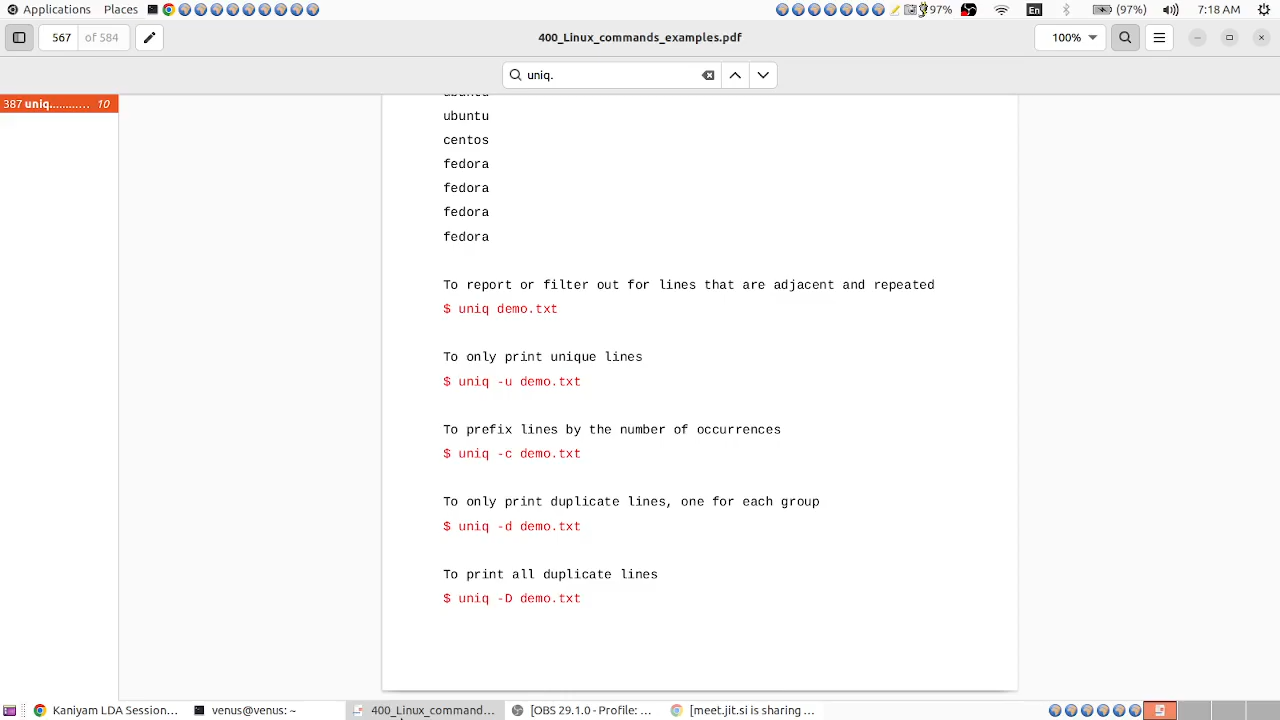 Applications Places 97% En (97%) 7:18 AM
567 of 584 400_Linux_commands_examples.pdf 100%
uniq.
387 uniq............ 10
ubuntu
ubuntu
centos
fedora
fedora
fedora
fedora
To report or filter out for lines that are adjacent and repeated
$ uniq demo.txt
To only print unique lines
$ uniq -u demo.txt
To prefix lines by the number of occurrences
$ uniq -c demo.txt
To only print duplicate lines, one for each group
$ uniq -d demo.txt
To print all duplicate lines
$ uniq -D demo.txt
Kaniyam LDA Session... venus@venus: ~ 400_Linux_command... [OBS 29.1.0 - Profile: ... [meet.jit.si is sharing ...